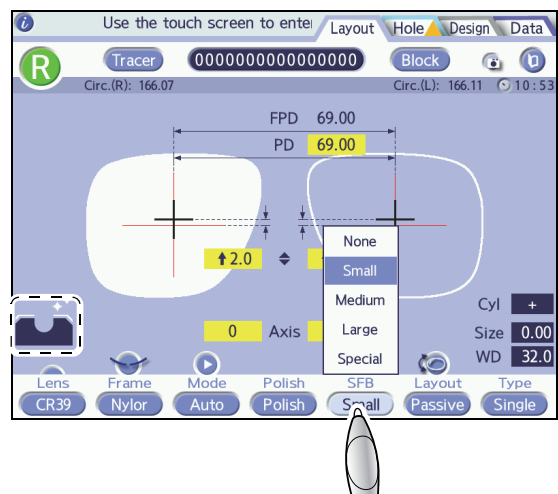 Use the touch screen to enter
Layout Hole Design Data
R Tracer 0000000000000000 Block
Circ.(R): 166.07 Circ.(L): 166.11 10:53
FPD 69.00
PD 69.00
None
2.0 Small
Medium
Cyl +
0 Axis Large
Size 0.00
Special
WD 32.0
Lens Frame Mode Polish SFB Layout Type
CR39 Nylor Auto Polish Small Passive Single